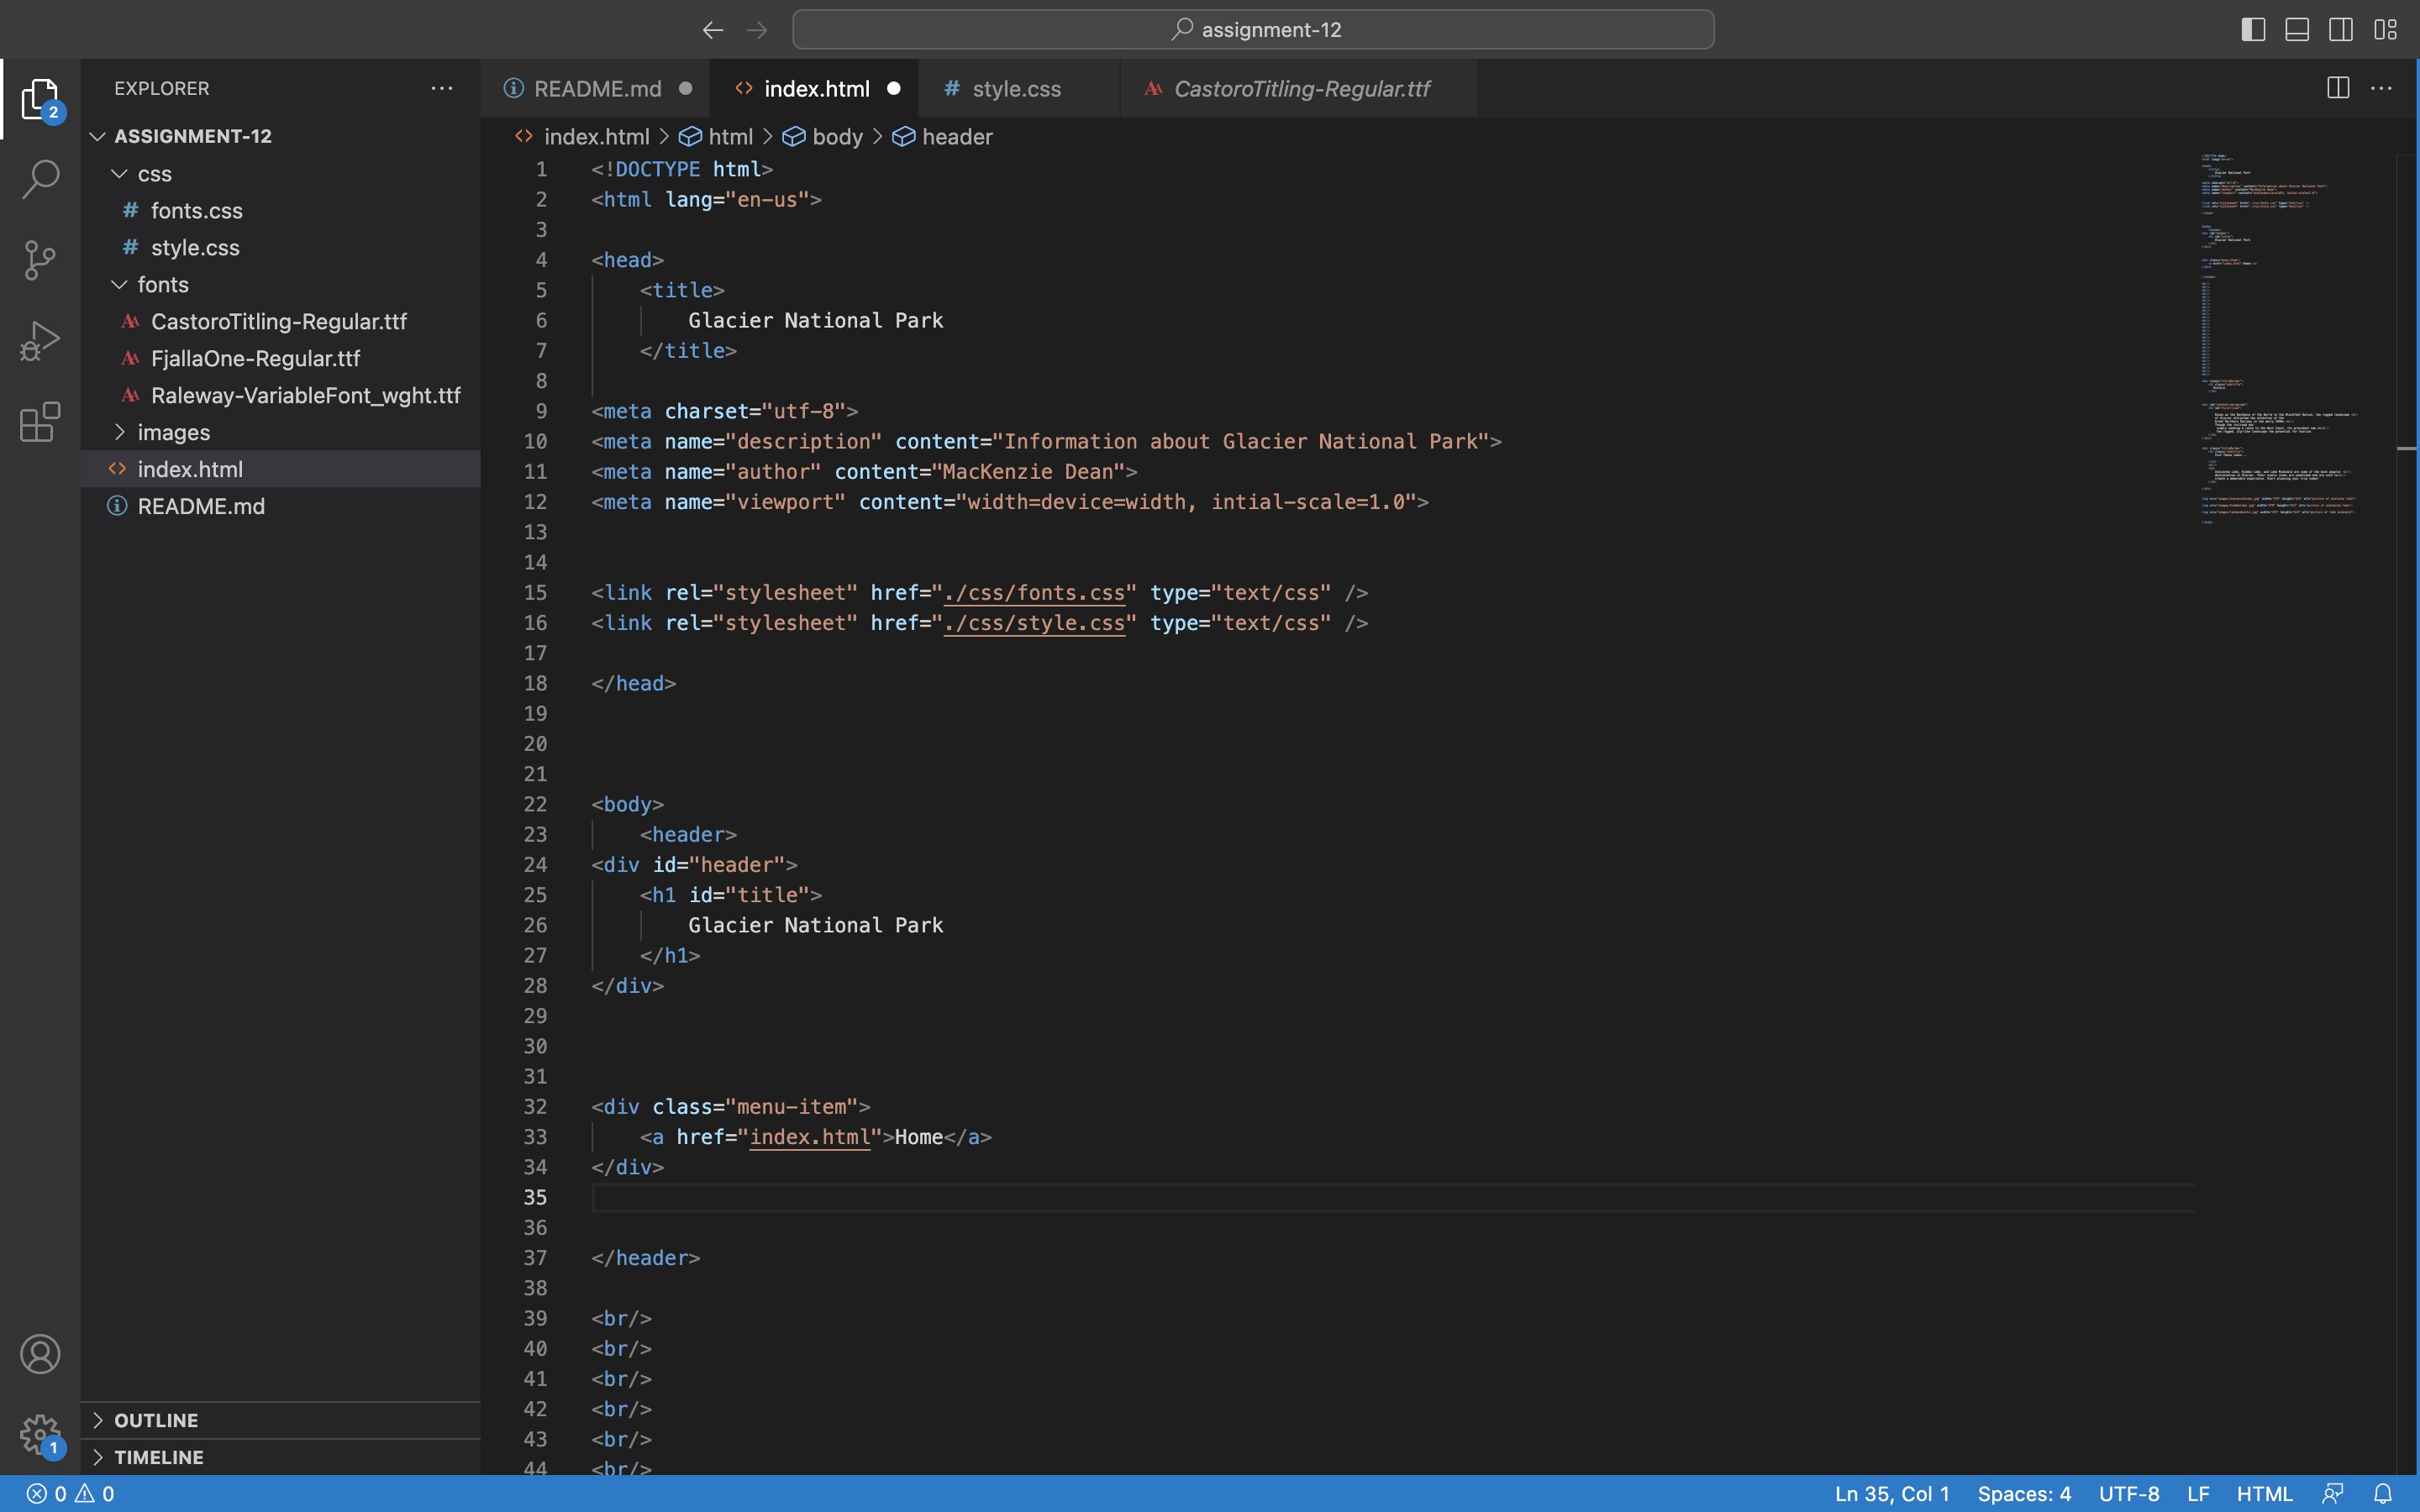 assignment-12
EXPLORER
README.md
index.html
style.css
CastoroTitling-Regular.ttf
2
ASSIGNMENT-12
css
fonts.css
style.css
fonts
CastoroTitling-Regular.ttf
FjallaOne-Regular.ttf
Raleway-VariableFont_wght.ttf
images
index.html
README.md
index.html > html > body > header
1 <!DOCTYPE html>
2 <html lang="en-us">
3
4 <head>
5 <title>
6 Glacier National Park
7 </title>
8
9 <meta charset="utf-8">
10 <meta name="description" content="Information about Glacier National Park">
11 <meta name="author" content="MacKenzie Dean">
12 <meta name="viewport" content="width=device=width, intial-scale=1.0">
13
14
15 <link rel="stylesheet" href="./css/fonts.css" type="text/css" />
16 <link rel="stylesheet" href="./css/style.css" type="text/css" />
17
18 </head>
19
20
21
22 <body>
23 <header>
24 <div id="header">
25 <h1 id="title">
26 Glacier National Park
27 </h1>
28 </div>
29
30
31
32 <div class="menu-item">
33 <a href="index.html">Home</a>
34 </div>
35
36
37 </header>
38
39 <br/>
40 <br/>
41 <br/>
42 <br/>
43 <br/>
44 <br/>
1
OUTLINE
TIMELINE
0 0
Ln 35, Col 1 Spaces: 4 UTF-8 LF HTML